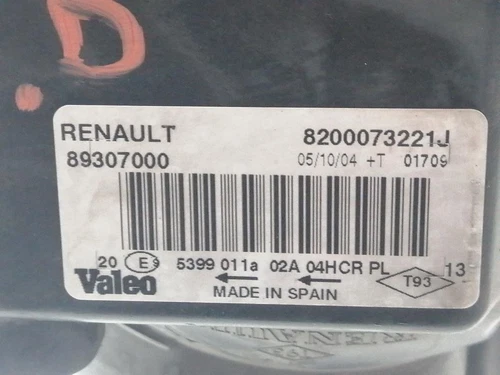 D.
RENAULT 8200073221J
89307000 05/10/04 +T 01709
20 E9 5399 011a 02A 04HCR PL 13
Valeo MADE IN SPAIN T93
RENAULT